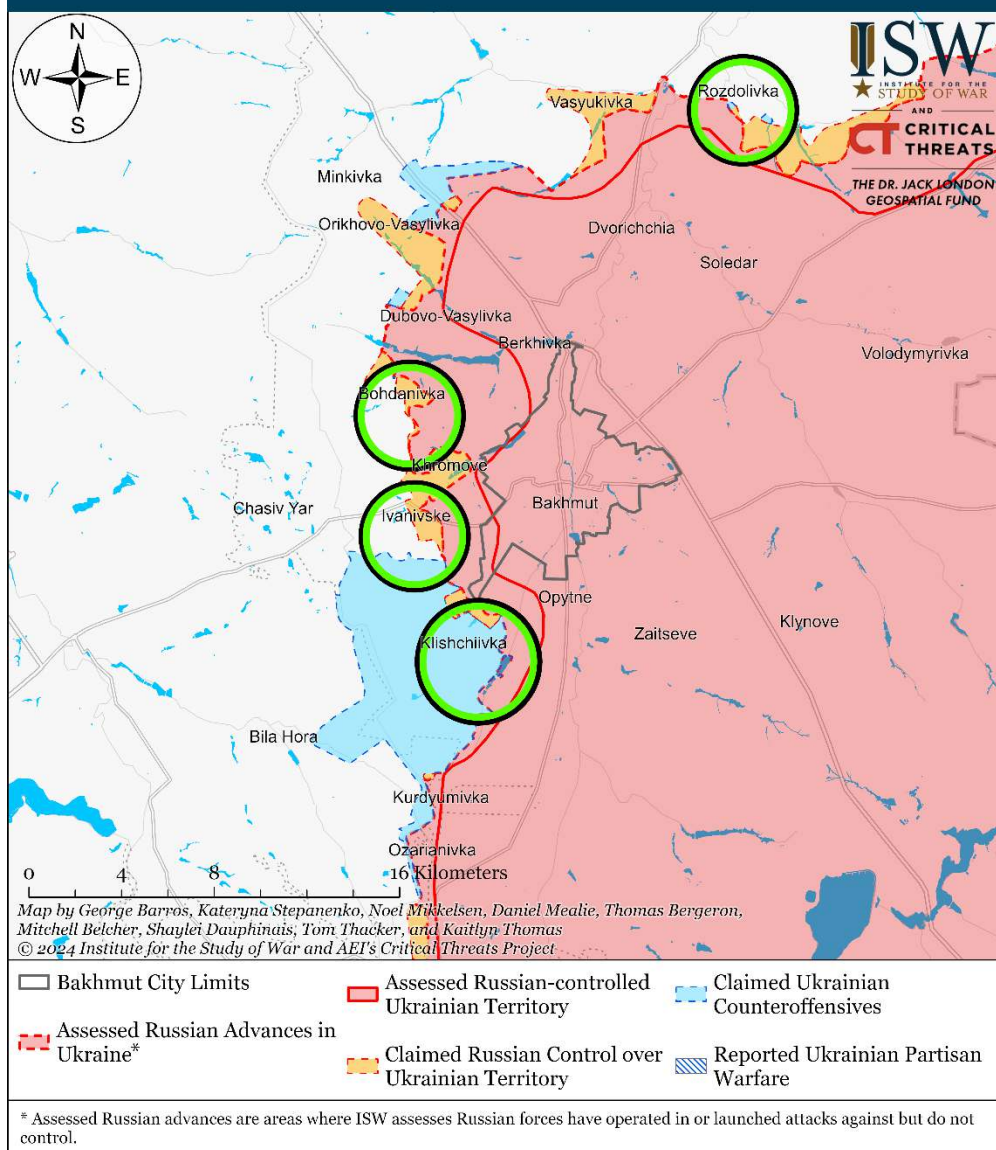 N
W E
S
ISW
INSTITUTE FOR THE
STUDY OF WAR
AND
CT CRITICAL
THREATS
THE DR. JACK LONDON
GEOSPATIAL FUND
Vasyukivka
Rozdolivka
Minkivka
Orikhovo-Vasylivka
Dvorichchia
Soledar
Dubovo-Vasylivka
Berkhivka
Volodymyrivka
Bohdanivka
Khromove
Chasiv Yar
Ivanivske
Bakhmut
Opytne
Klishchiivka
Zaitseve
Klynove
Bila Hora
Kurdyumivka
Ozarianivka
0 4 8 16 Kilometers
Map by George Barros, Kateryna Stepanenko, Noel Mikkelsen, Daniel Mealie, Thomas Bergeron,
Mitchell Belcher, Shaylei Dauphinais, Tom Thacker, and Kaitlyn Thomas
© 2024 Institute for the Study of War and AEI's Critical Threats Project
Bakhmut City Limits
Assessed Russian Advances in
Ukraine*
Assessed Russian-controlled
Ukrainian Territory
Claimed Russian Control over
Ukrainian Territory
Claimed Ukrainian
Counteroffensives
Reported Ukrainian Partisan
Warfare
* Assessed Russian advances are areas where ISW assesses Russian forces have operated in or launched attacks against but do not
control.